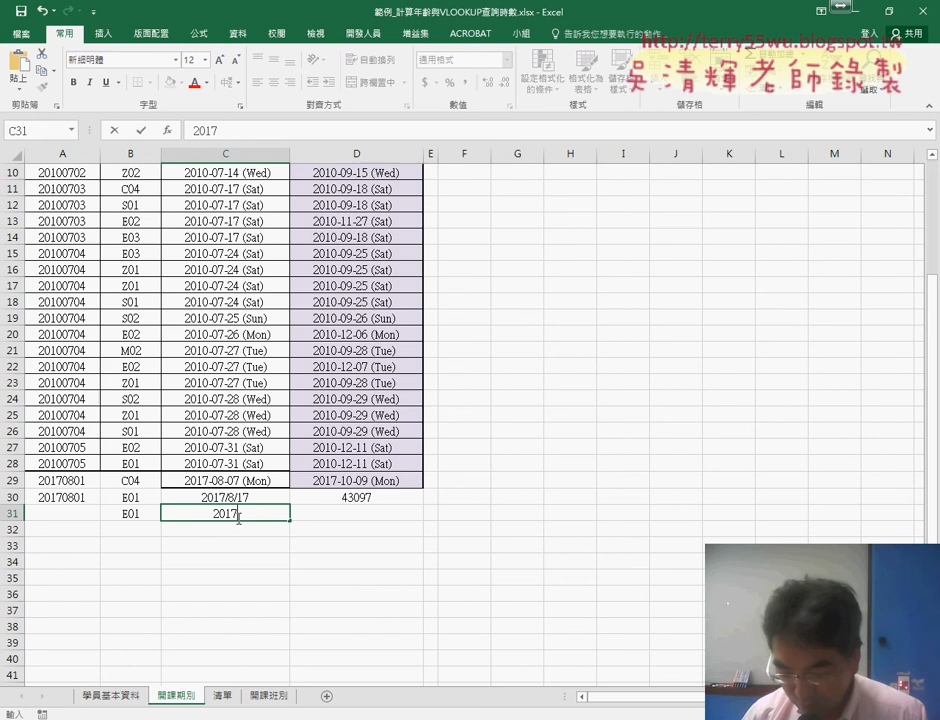 範例_計算年齡與VLOOKUP查詢時數.xlsx - Excel
檔案 常用 插入 版面配置 公式 資料 校閱 檢視 開發人員 增益集 ACROBAT 小組 告訴我您想要執行什麼... 登入 共用
http://terry55wu.blogspot.tw
吳清輝老師錄製
貼上 新細明體 12 自動換列 通用格式 設定格式化的條件 格式化為表格 樣式
B I U 跨欄置中 $ % ,
剪貼簿 字型 對齊方式 數值 樣式 儲存格 編輯
C31 fx 2017
A B C D E F G H I J K L M N
10 20100702 Z02 2010-07-14 (Wed) 2010-09-15 (Wed)
11 20100703 C04 2010-07-17 (Sat) 2010-09-18 (Sat)
12 20100703 S01 2010-07-17 (Sat) 2010-09-18 (Sat)
13 20100703 E02 2010-07-17 (Sat) 2010-11-27 (Sat)
14 20100703 E03 2010-07-17 (Sat) 2010-09-18 (Sat)
15 20100704 E03 2010-07-24 (Sat) 2010-09-25 (Sat)
16 20100704 Z01 2010-07-24 (Sat) 2010-09-25 (Sat)
17 20100704 Z01 2010-07-24 (Sat) 2010-09-25 (Sat)
18 20100704 S01 2010-07-24 (Sat) 2010-09-25 (Sat)
19 20100704 S02 2010-07-25 (Sun) 2010-09-26 (Sun)
20 20100704 E02 2010-07-26 (Mon) 2010-12-06 (Mon)
21 20100704 M02 2010-07-27 (Tue) 2010-09-28 (Tue)
22 20100704 E02 2010-07-27 (Tue) 2010-12-07 (Tue)
23 20100704 Z01 2010-07-27 (Tue) 2010-09-28 (Tue)
24 20100704 S02 2010-07-28 (Wed) 2010-09-29 (Wed)
25 20100704 Z01 2010-07-28 (Wed) 2010-09-29 (Wed)
26 20100704 S01 2010-07-28 (Wed) 2010-09-29 (Wed)
27 20100705 E02 2010-07-31 (Sat) 2010-12-11 (Sat)
28 20100705 E01 2010-07-31 (Sat) 2010-12-11 (Sat)
29 20170801 C04 2017-08-07 (Mon) 2017-10-09 (Mon)
30 20170801 E01 2017/8/17 43097
31 E01 2017
32
33
34
35
36
37
38
39
40
41
學員基本資料 開課期別 清單 開課班別
輸入